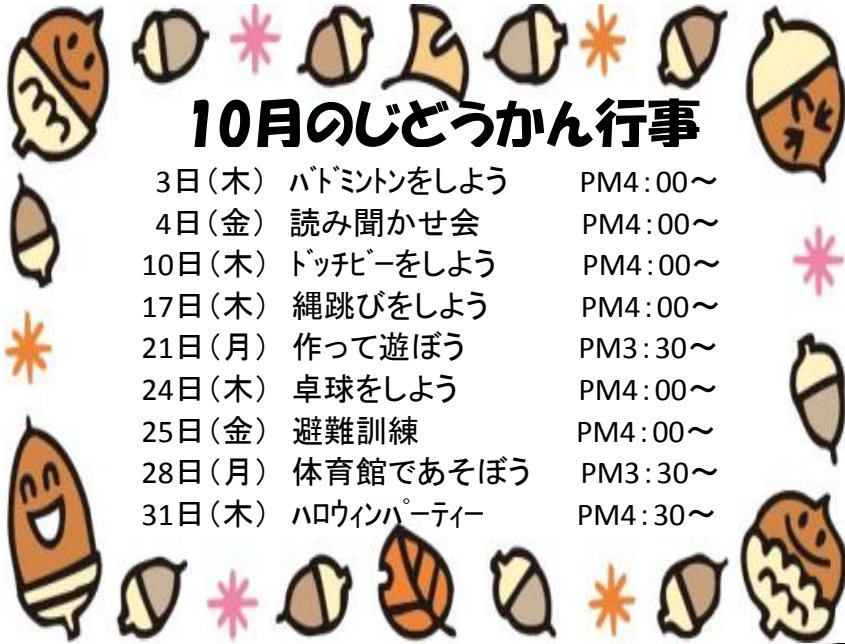 10月のじどうかん行事
3日(木) ﾊﾞﾄﾞﾐﾝﾄﾝをしよう PM4:00～
4日(金) 読み聞かせ会 PM4:00～
10日(木) ﾄﾞｯﾁﾋﾞｰをしよう PM4:00～
17日(木) 縄跳びをしよう PM4:00～
21日(月) 作って遊ぼう PM3:30～
24日(木) 卓球をしよう PM4:00～
25日(金) 避難訓練 PM4:00～
28日(月) 体育館であそぼう PM3:30～
31日(木) ﾊﾛｳｨﾝﾊﾟｰﾃｨｰ PM4:30～